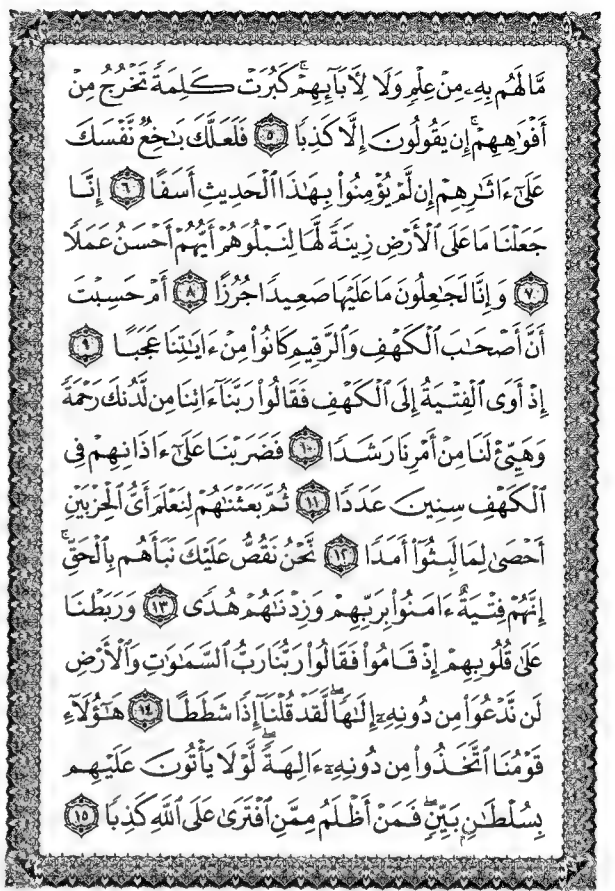 مَّا لَهُم بِهِۦ مِنْ عِلْمٍ وَلَا لِأَبَآئِهِمْ ۚ كَبُرَتْ كَلِمَةً تَخْرُجُ مِنْ
أَفْوَٰهِهِمْ ۚ إِن يَقُولُونَ إِلَّا كَذِبًا ۝٥ فَلَعَلَّكَ بَـٰخِعٌ نَّفْسَكَ
عَلَىٰٓ ءَاثَـٰرِهِمْ إِن لَّمْ يُؤْمِنُوا۟ بِهَـٰذَا ٱلْحَدِيثِ أَسَفًا ۝٦ إِنَّا
جَعَلْنَا مَا عَلَى ٱلْأَرْضِ زِينَةً لَّهَا لِنَبْلُوَهُمْ أَيُّهُمْ أَحْسَنُ عَمَلًا
۝٧ وَإِنَّا لَجَـٰعِلُونَ مَا عَلَيْهَا صَعِيدًا جُرُزًا ۝٨ أَمْ حَسِبْتَ
أَنَّ أَصْحَـٰبَ ٱلْكَهْفِ وَٱلرَّقِيمِ كَانُوا۟ مِنْ ءَايَـٰتِنَا عَجَبًا ۝٩
إِذْ أَوَى ٱلْفِتْيَةُ إِلَى ٱلْكَهْفِ فَقَالُوا۟ رَبَّنَآ ءَاتِنَا مِن لَّدُنكَ رَحْمَةً
وَهَيِّئْ لَنَا مِنْ أَمْرِنَا رَشَدًا ۝١٠ فَضَرَبْنَا عَلَىٰٓ ءَاذَانِهِمْ فِى
ٱلْكَهْفِ سِنِينَ عَدَدًا ۝١١ ثُمَّ بَعَثْنَـٰهُمْ لِنَعْلَمَ أَىُّ ٱلْحِزْبَيْنِ
أَحْصَىٰ لِمَا لَبِثُوٓا۟ أَمَدًا ۝١٢ نَّحْنُ نَقُصُّ عَلَيْكَ نَبَأَهُم بِٱلْحَقِّ ۚ
إِنَّهُمْ فِتْيَةٌ ءَامَنُوا۟ بِرَبِّهِمْ وَزِدْنَـٰهُمْ هُدًى ۝١٣ وَرَبَطْنَا
عَلَىٰ قُلُوبِهِمْ إِذْ قَامُوا۟ فَقَالُوا۟ رَبُّنَا رَبُّ ٱلسَّمَـٰوَٰتِ وَٱلْأَرْضِ
لَن نَّدْعُوَا۟ مِن دُونِهِۦٓ إِلَـٰهًا ۖ لَّقَدْ قُلْنَآ إِذًا شَطَطًا ۝١٤ هَـٰٓؤُلَآءِ
قَوْمُنَا ٱتَّخَذُوا۟ مِن دُونِهِۦٓ ءَالِهَةً ۖ لَّوْلَا يَأْتُونَ عَلَيْهِم
بِسُلْطَـٰنٍۭ بَيِّنٍ ۖ فَمَنْ أَظْلَمُ مِمَّنِ ٱفْتَرَىٰ عَلَى ٱللَّهِ كَذِبًا ۝١٥